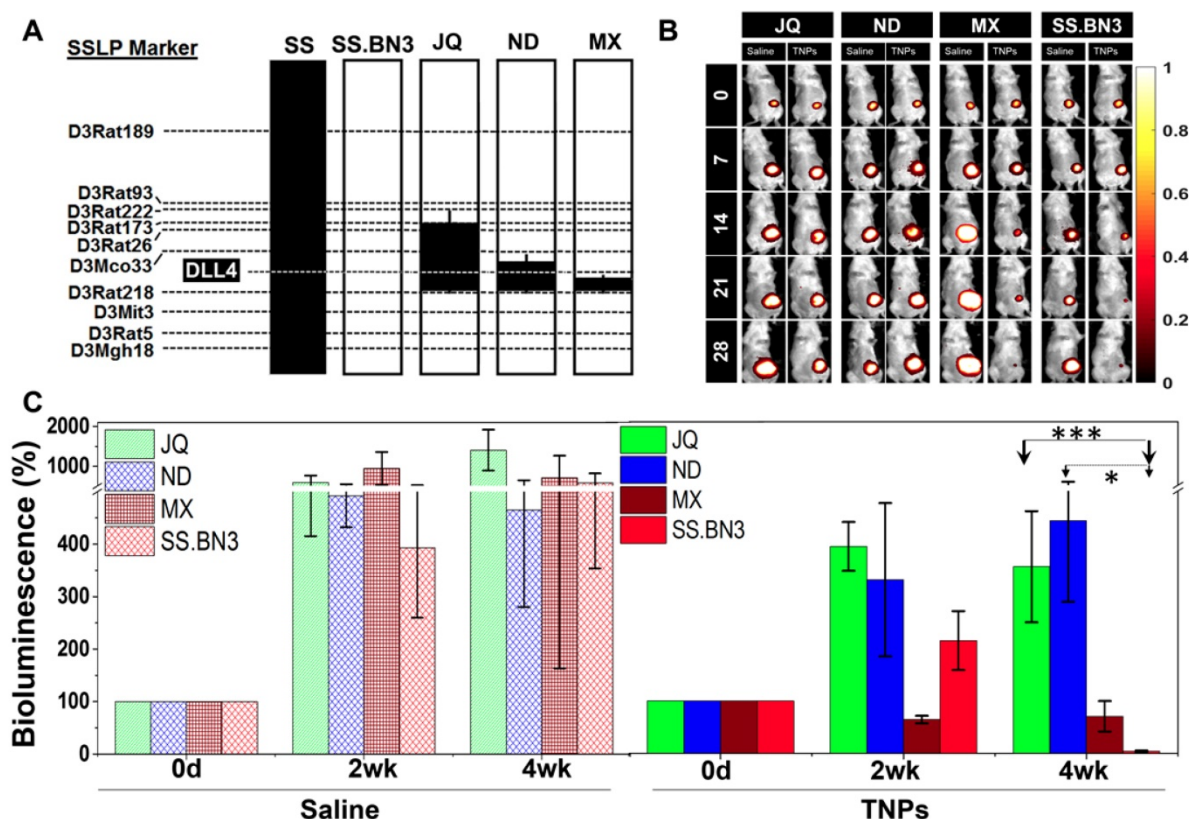 A
SSLP Marker
SS
SS.BN3
JQ
ND
MX
D3Rat189
D3Rat93
D3Rat222
D3Rat173
D3Rat26
D3Mco33
DLL4
D3Rat218
D3Mit3
D3Rat5
D3Mgh18
B
JQ ND MX SS.BN3
Saline TNPs Saline TNPs Saline TNPs Saline TNPs
0
7
14
21
28
1
0.8
0.6
0.4
0.2
0
C
Bioluminescence (%)
2000
1000
400
300
200
100
0
JQ
ND
MX
SS.BN3
0d 2wk 4wk
Saline
JQ
ND
MX
SS.BN3
***
*
0d 2wk 4wk
TNPs